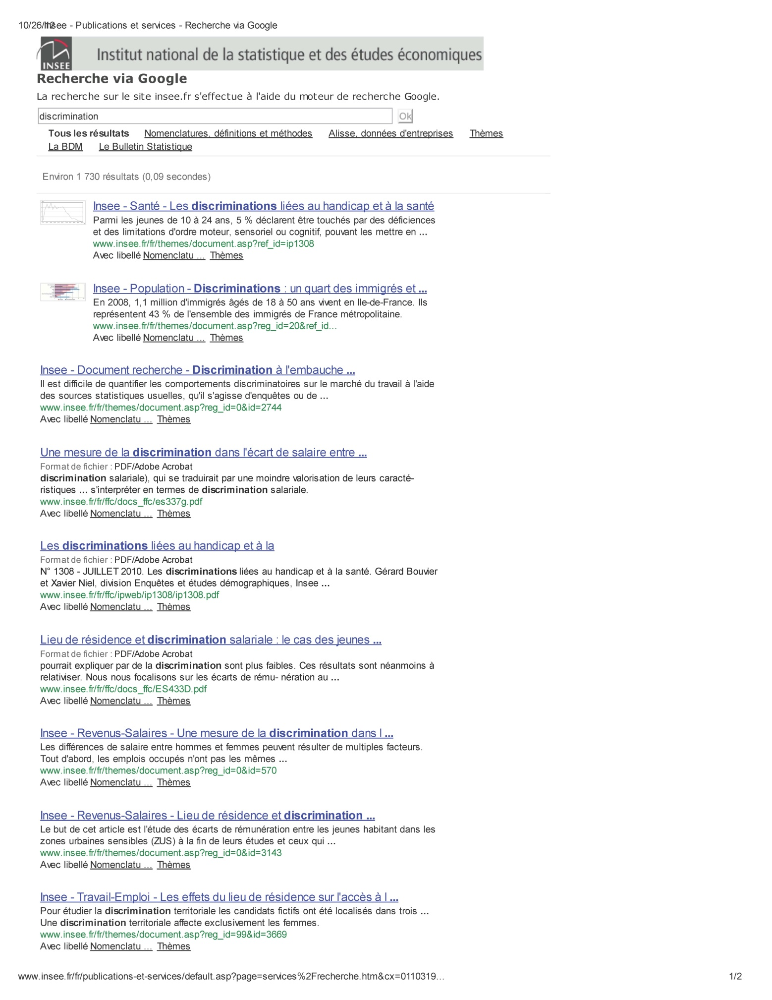 10/26/12 Insee - Publications et services - Recherche via Google
INSEE Institut national de la statistique et des études économiques
Recherche via Google
La recherche sur le site insee.fr s'effectue à l'aide du moteur de recherche Google.
discrimination Ok
Tous les résultats Nomenclatures, définitions et méthodes Alisse, données d'entreprises Thèmes
La BDM Le Bulletin Statistique
Environ 1 730 résultats (0,09 secondes)
Insee - Santé - Les discriminations liées au handicap et à la santé
Parmi les jeunes de 10 à 24 ans, 5 % déclarent être touchés par des déficiences
et des limitations d'ordre moteur, sensoriel ou cognitif, pouvant les mettre en ...
www.insee.fr/fr/themes/document.asp?ref_id=ip1308
Avec libellé Nomenclatu ... Thèmes
Insee - Population - Discriminations : un quart des immigrés et ...
En 2008, 1,1 million d'immigrés âgés de 18 à 50 ans vivent en Ile-de-France. Ils
représentent 43 % de l'ensemble des immigrés de France métropolitaine.
www.insee.fr/fr/themes/document.asp?reg_id=20&ref_id...
Avec libellé Nomenclatu ... Thèmes
Insee - Document recherche - Discrimination à l'embauche ...
Il est difficile de quantifier les comportements discriminatoires sur le marché du travail à l'aide
des sources statistiques usuelles, qu'il s'agisse d'enquêtes ou de ...
www.insee.fr/fr/themes/document.asp?reg_id=0&id=2744
Avec libellé Nomenclatu ... Thèmes
Une mesure de la discrimination dans l'écart de salaire entre ...
Format de fichier : PDF/Adobe Acrobat
discrimination salariale), qui se traduirait par une moindre valorisation de leurs caracté-
ristiques ... s'interpréter en termes de discrimination salariale.
www.insee.fr/fr/ffc/docs_ffc/es337g.pdf
Avec libellé Nomenclatu ... Thèmes
Les discriminations liées au handicap et à la
Format de fichier : PDF/Adobe Acrobat
N° 1308 - JUILLET 2010. Les discriminations liées au handicap et à la santé. Gérard Bouvier
et Xavier Niel, division Enquêtes et études démographiques, Insee ...
www.insee.fr/fr/ffc/ipweb/ip1308/ip1308.pdf
Avec libellé Nomenclatu ... Thèmes
Lieu de résidence et discrimination salariale : le cas des jeunes ...
Format de fichier : PDF/Adobe Acrobat
pourrait expliquer par de la discrimination sont plus faibles. Ces résultats sont néanmoins à
relativiser. Nous nous focalisons sur les écarts de rému- nération au ...
www.insee.fr/fr/ffc/docs_ffc/ES433D.pdf
Avec libellé Nomenclatu ... Thèmes
Insee - Revenus-Salaires - Une mesure de la discrimination dans l ...
Les différences de salaire entre hommes et femmes peuvent résulter de multiples facteurs.
Tout d'abord, les emplois occupés n'ont pas les mêmes ...
www.insee.fr/fr/themes/document.asp?reg_id=0&id=570
Avec libellé Nomenclatu ... Thèmes
Insee - Revenus-Salaires - Lieu de résidence et discrimination ...
Le but de cet article est l'étude des écarts de rémunération entre les jeunes habitant dans les
zones urbaines sensibles (ZUS) à la fin de leurs études et ceux qui ...
www.insee.fr/fr/themes/document.asp?reg_id=0&id=3143
Avec libellé Nomenclatu ... Thèmes
Insee - Travail-Emploi - Les effets du lieu de résidence sur l'accès à l ...
Pour étudier la discrimination territoriale les candidats fictifs ont été localisés dans trois ...
Une discrimination territoriale affecte exclusivement les femmes.
www.insee.fr/fr/themes/document.asp?reg_id=99&id=3669
Avec libellé Nomenclatu ... Thèmes
www.insee.fr/fr/publications-et-services/default.asp?page=services%2Frecherche.htm&cx=0110319... 1/2